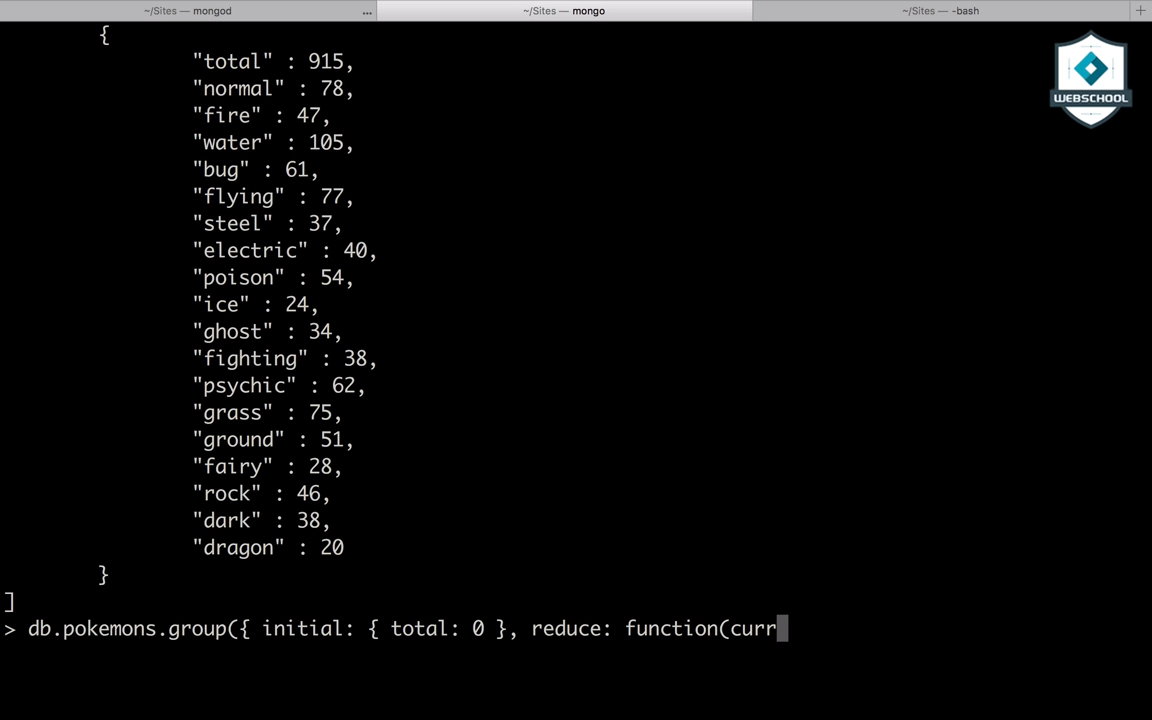 ~/Sites — mongod
...
~/Sites — mongo
~/Sites — -bash
+
{
"total" : 915,
"normal" : 78,
"fire" : 47,
"water" : 105,
"bug" : 61,
"flying" : 77,
"steel" : 37,
"electric" : 40,
"poison" : 54,
"ice" : 24,
"ghost" : 34,
"fighting" : 38,
"psychic" : 62,
"grass" : 75,
"ground" : 51,
"fairy" : 28,
"rock" : 46,
"dark" : 38,
"dragon" : 20
}
]
> db.pokemons.group({ initial: { total: 0 }, reduce: function(curr
WEBSCHOOL